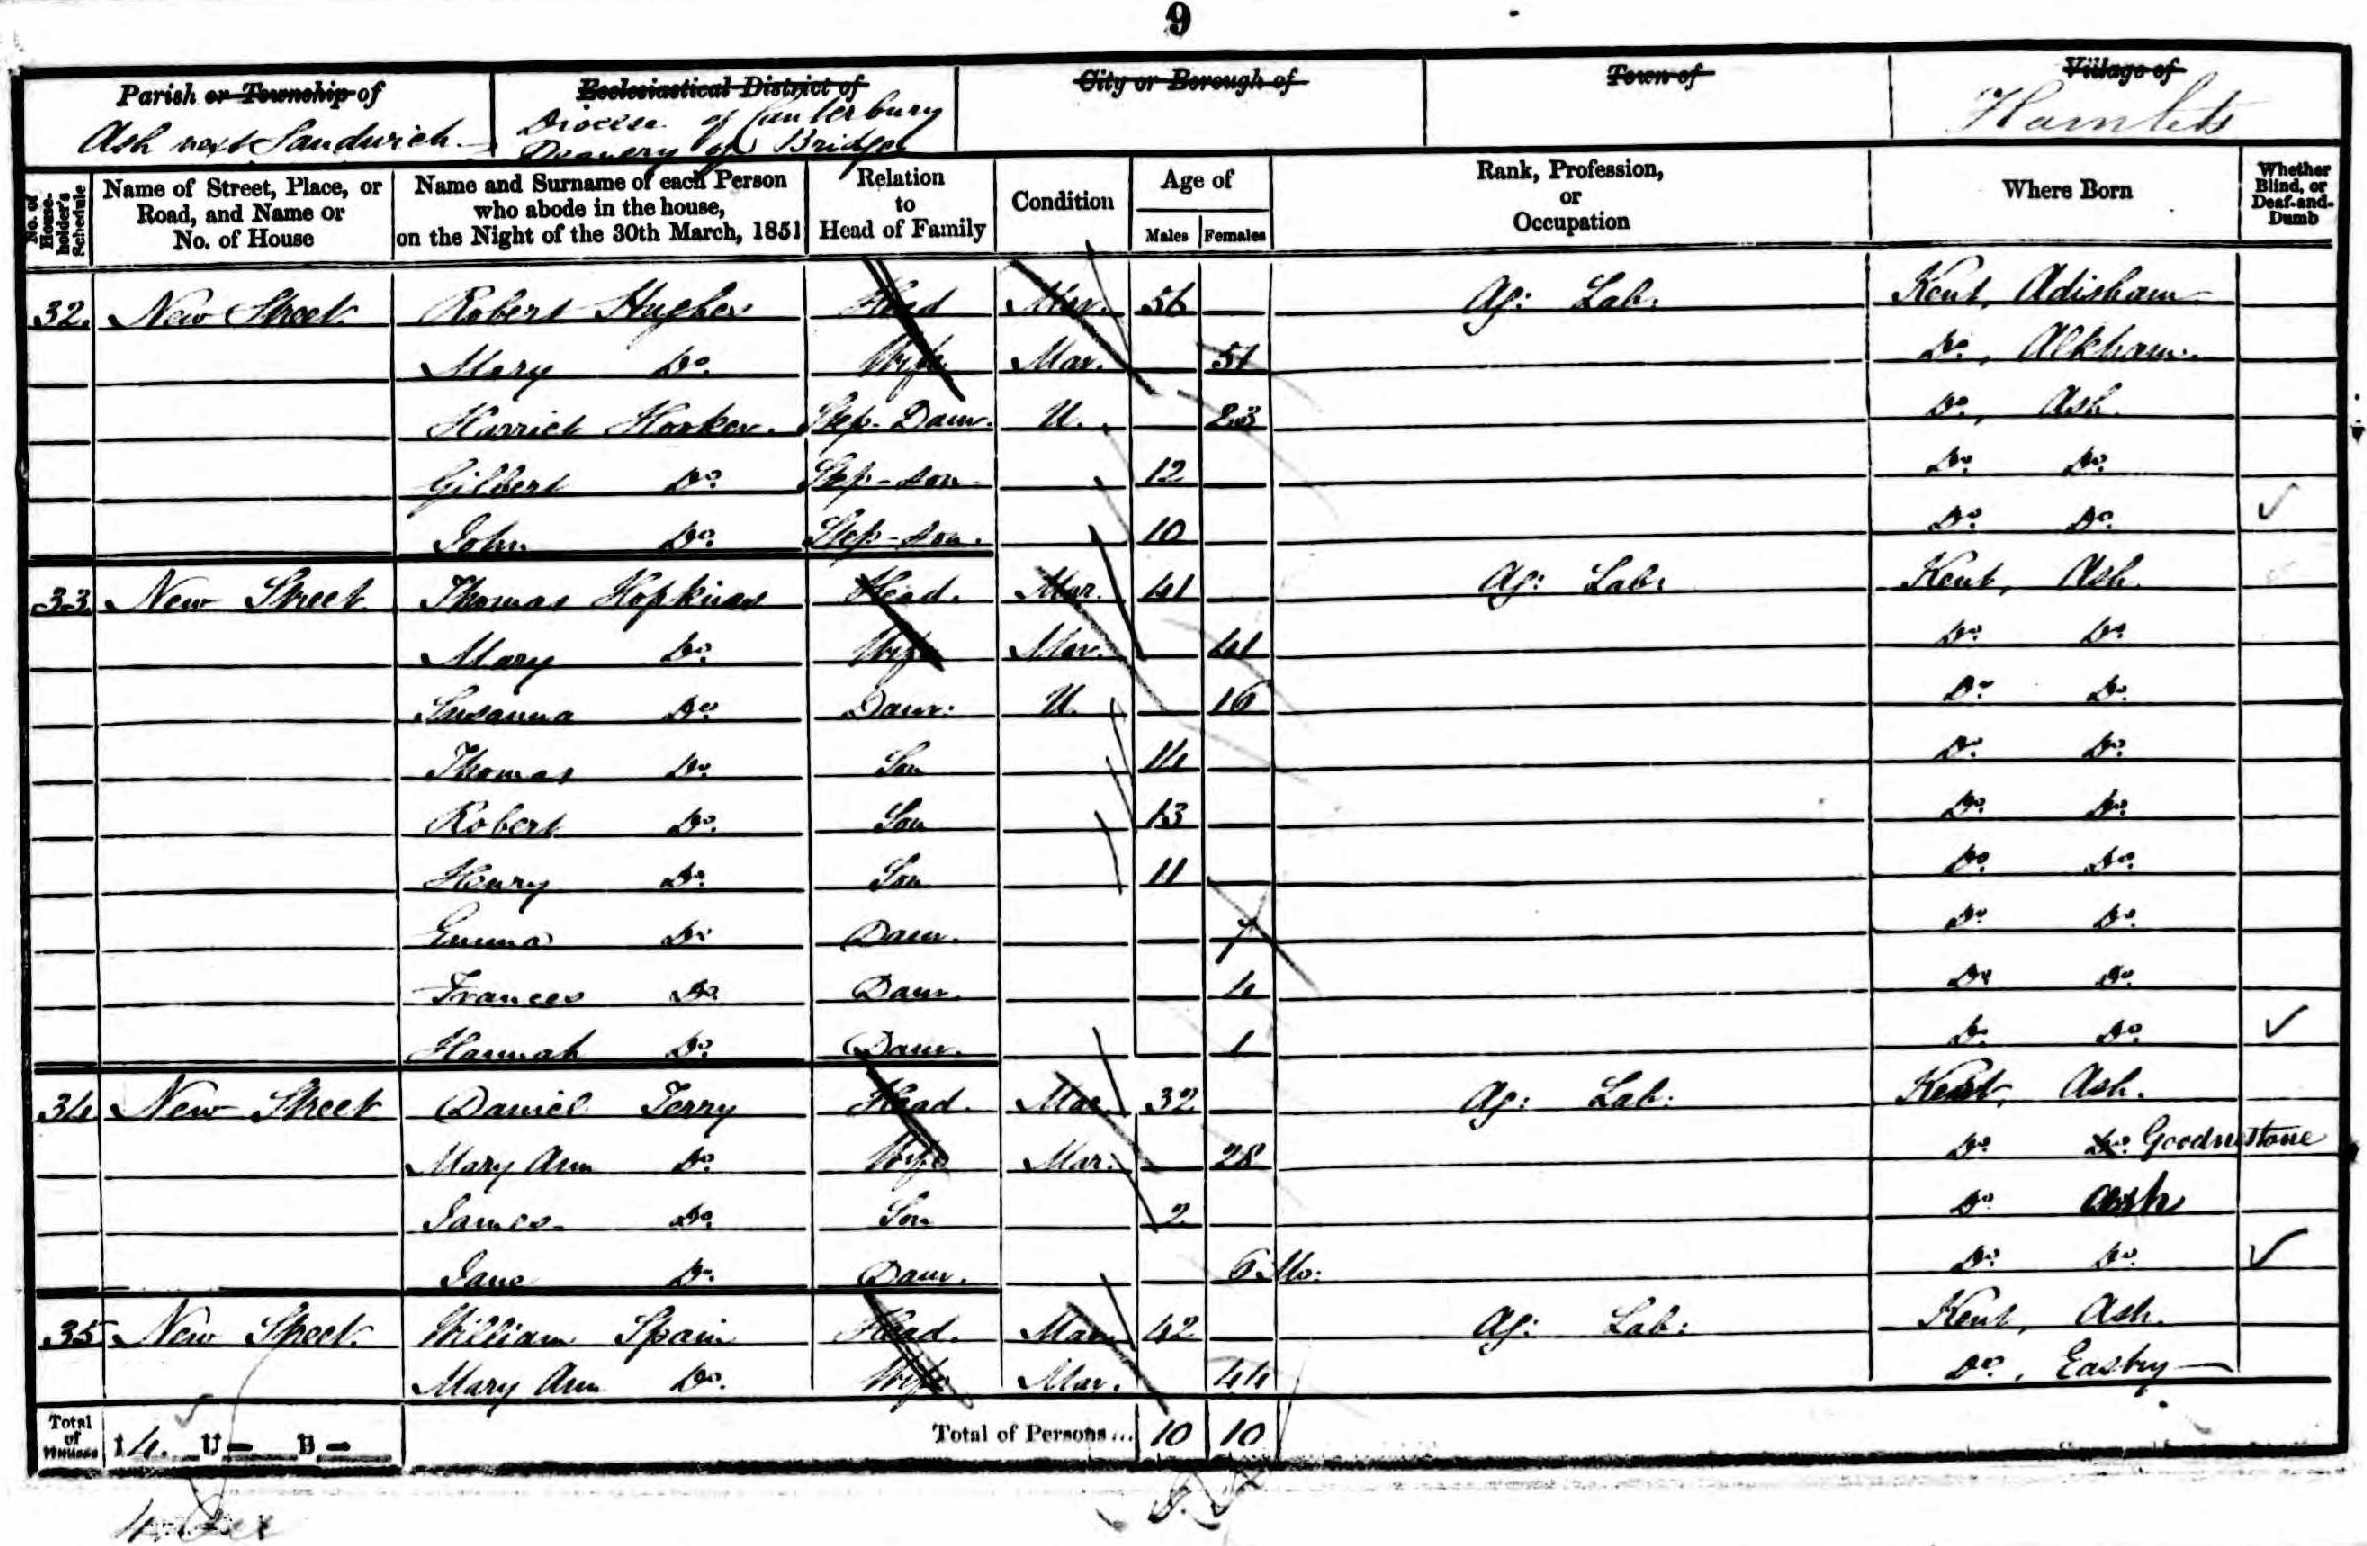 9
Parish or Township of Ecclesiastical District of City or Borough of Town of Village of
Ash next Sandwich Diocese of Canterbury Hamlets
Deanery of Bridge
No. of House-holder's Schedule Name of Street, Place, or Road, and Name or No. of House Name and Surname of each Person who abode in the house, on the Night of the 30th March, 1851 Relation to Head of Family Condition Age of Males Females Rank, Profession, or Occupation Where Born Whether Blind, or Deaf-and-Dumb
32. New Street Robert Hughes Head Mar. 56 Ag: Lab: Kent, Adisham
Mary Do. Wife Mar. 51 Do., Alkham.
Harriet Step-Daur. U. 23 Do., Ash.
Gilbert Do. Step-son 12 Do. Do.
John Do. Step-son. 10 Do. Do. ✓
33 New Street Thomas Hopkins Head. Mar. 41 Ag: Lab: Kent, Ash.
Mary Do. Wife Mar. 41 Do. Do.
Susanna Do. Daur: U. 16 Do. Do.
Thomas Do. Son 14 Do. Do.
Robert Do. Son 13 Do. Do.
Henry Do. Son 11 Do. Do.
Emma Do. Daur. 7 Do. Do.
Frances Do. Daur. 4 Do. Do.
Hannah Do. Daur. 1 Do. Do. ✓
34 New Street Daniel Terry Head. Mar. 32 Ag: Lab: Kent, Ash.
Mary Ann Do. Wife Mar. 28 Do. Do. Goodnestone
James Do. Son 2 Do. Ash
Jane Do. Daur. 6 Mo: Do. Do. ✓
35 New Street. William Spain Head. Mar. 42 Ag: Lab: Kent, Ash.
Mary Ann Do. Wife Mar. 44 Do., Eastry
Total of Houses I 4. U — B — Total of Persons... 10 10